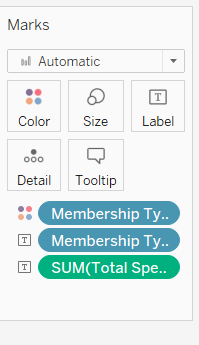 Marks
Automatic
Color Size Label
Detail Tooltip
Membership Ty..
Membership Ty..
SUM(Total Spe..